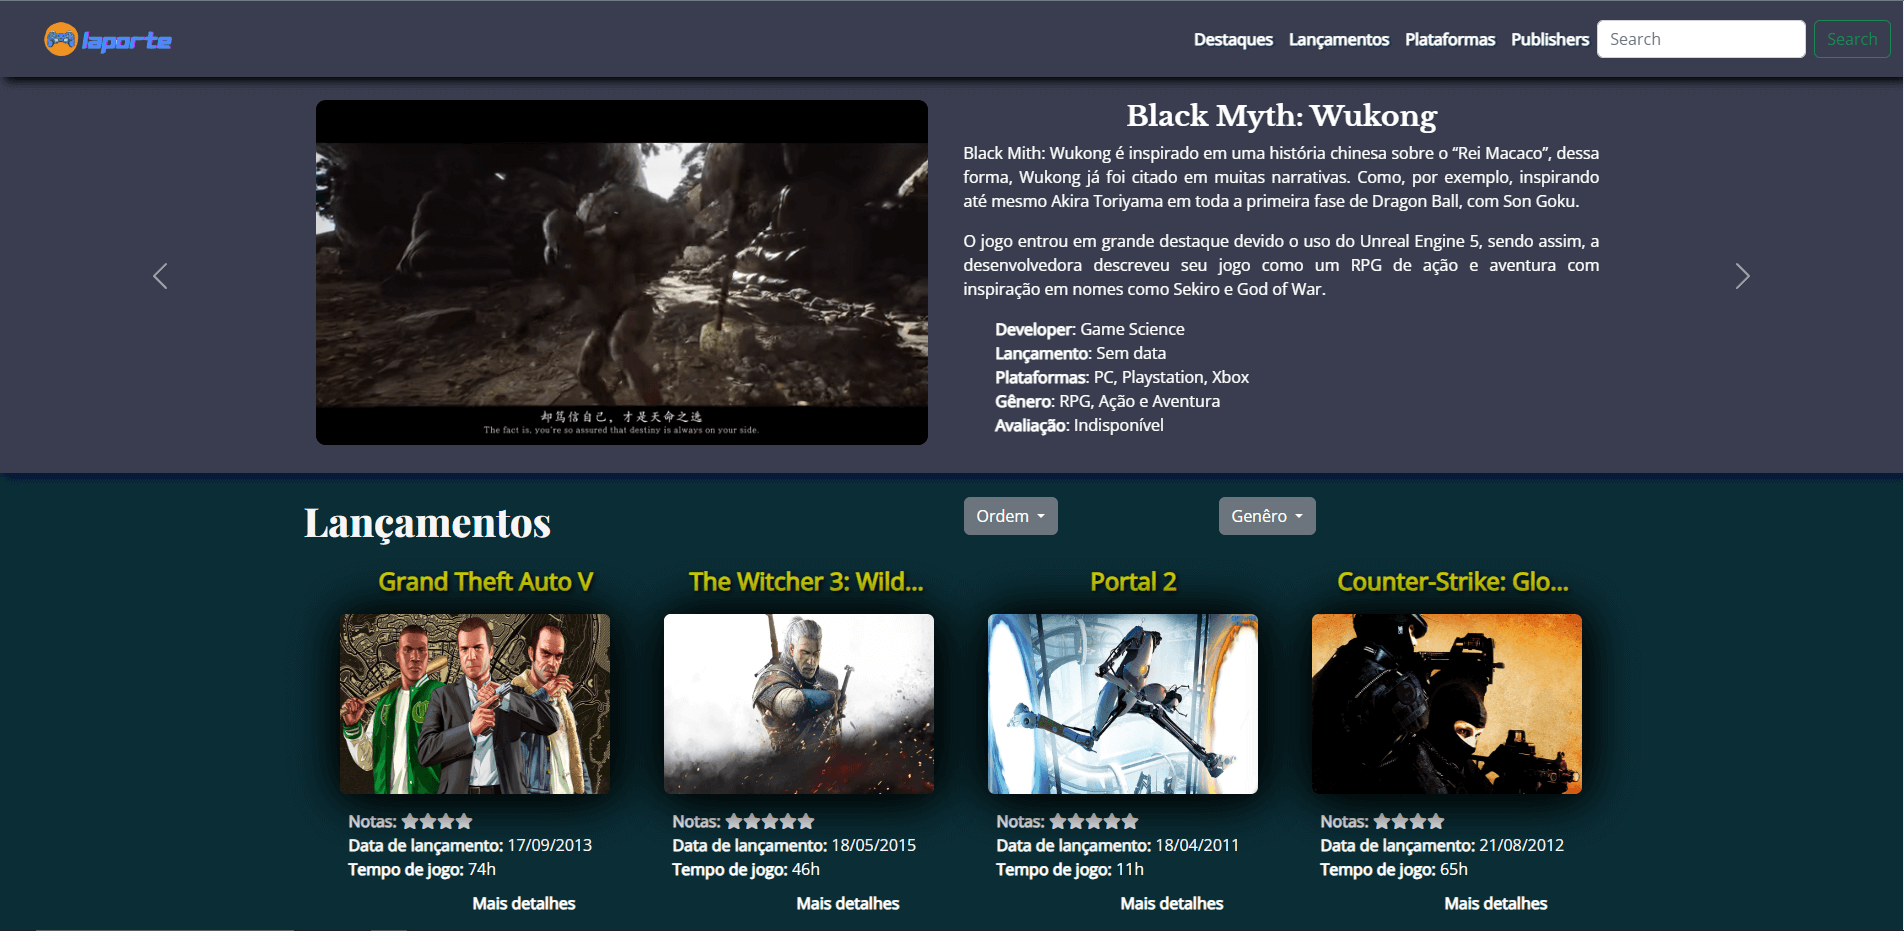 laporte
Destaques Lançamentos Plataformas Publishers Search Search
Black Myth: Wukong
Black Mith: Wukong é inspirado em uma história chinesa sobre o “Rei Macaco”, dessa
forma, Wukong já foi citado em muitas narrativas. Como, por exemplo, inspirando
até mesmo Akira Toriyama em toda a primeira fase de Dragon Ball, com Son Goku.
O jogo entrou em grande destaque devido o uso do Unreal Engine 5, sendo assim, a
desenvolvedora descreveu seu jogo como um RPG de ação e aventura com
inspiração em nomes como Sekiro e God of War.
Developer: Game Science
Lançamento: Sem data
Plataformas: PC, Playstation, Xbox
Gênero: RPG, Ação e Aventura
Avaliação: Indisponível
却笃信自己，才是天命之选
The fact is, you're so assured that destiny is always on your side.
Lançamentos
Ordem
Genêro
Grand Theft Auto V
The Witcher 3: Wild...
Portal 2
Counter-Strike: Glo...
Notas:
Data de lançamento: 17/09/2013
Tempo de jogo: 74h
Mais detalhes
Notas:
Data de lançamento: 18/05/2015
Tempo de jogo: 46h
Mais detalhes
Notas:
Data de lançamento: 18/04/2011
Tempo de jogo: 11h
Mais detalhes
Notas:
Data de lançamento: 21/08/2012
Tempo de jogo: 65h
Mais detalhes